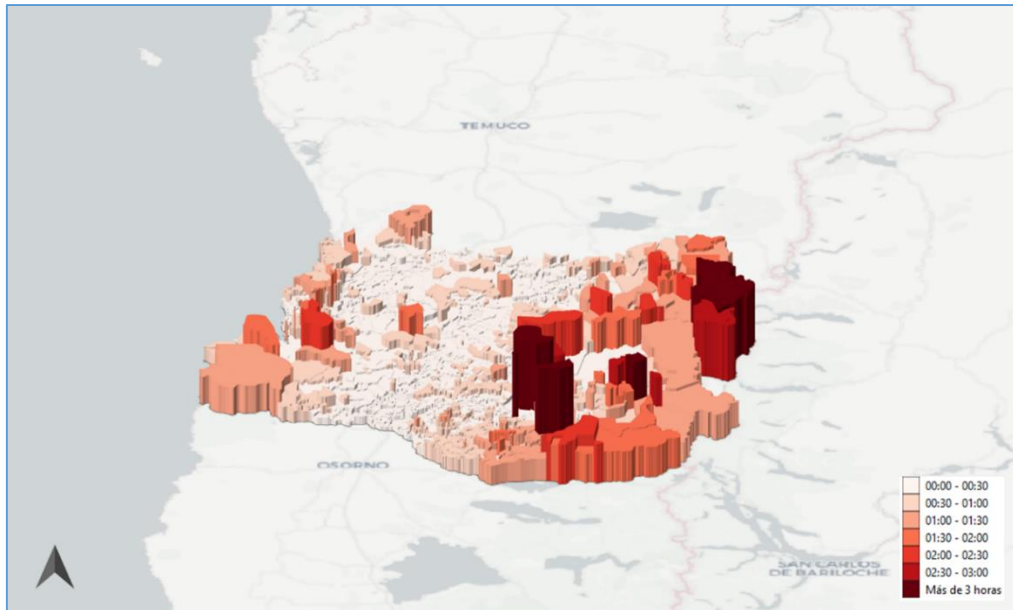 TEMUCO
OSORNO
00:00 - 00:30
00:30 - 01:00
01:00 - 01:30
01:30 - 02:00
02:00 - 02:30
02:30 - 03:00
Más de 3 horas
SAN CARLOS
DE BARILOCHE